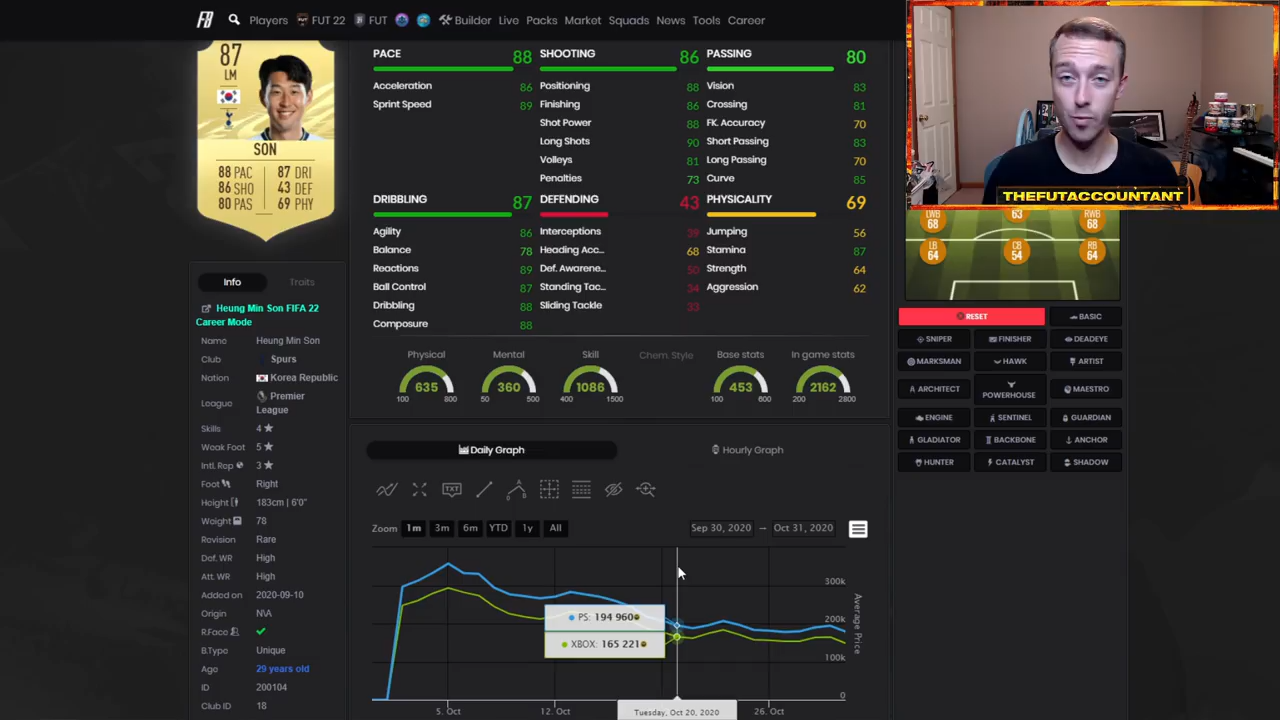 FB Players FUT 22 FUT Builder Live Packs Market Squads News Tools Career
87
LM
SON
88 PAC 87 DRI
86 SHO 43 DEF
80 PAS 69 PHY
PACE 88
Acceleration 86
Sprint Speed 89
SHOOTING 86
Positioning 88
Finishing 86
Shot Power 88
Long Shots 90
Volleys 81
Penalties 73
PASSING 80
Vision 83
Crossing 81
FK. Accuracy 70
Short Passing 83
Long Passing 70
Curve 85
DRIBBLING 87
Agility 86
Balance 78
Reactions 89
Ball Control 87
Dribbling 88
Composure 88
DEFENDING 43
Interceptions 39
Heading Acc... 68
Def. Awarene... 50
Standing Tac... 34
Sliding Tackle 33
PHYSICALITY 69
Jumping 56
Stamina 87
Strength 64
Aggression 62
Physical Mental Skill Chem. Style Base stats In game stats
635 360 1086 453 2162
100 800 50 500 400 1500 100 600 200 2800
Info Traits
Heung Min Son FIFA 22
Career Mode
Name Heung Min Son
Club Spurs
Nation Korea Republic
League Premier
League
Skills 4★
Weak Foot 5★
Intl. Rep 3★
Foot Right
Height 183cm | 6'0"
Weight 78
Revision Rare
Def. WR High
Att. WR High
Added on 2020-09-10
Origin N\A
R.Face
B.Type Unique
Age 29 years old
ID 200104
Club ID 18
Daily Graph Hourly Graph
TXT
Zoom 1m 3m 6m YTD 1y All Sep 30, 2020 → Oct 31, 2020
300k
200k
100k
0
Average Price
PS: 194 960
XBOX: 165 221
5. Oct 12. Oct 26. Oct
Tuesday, Oct 20, 2020
THEFUTACCOUNTANT
LWB
68
63
RWB
68
LB
64
CB
54
RB
64
RESET BASIC
SNIPER FINISHER DEADEYE
MARKSMAN HAWK ARTIST
ARCHITECT POWERHOUSE MAESTRO
ENGINE SENTINEL GUARDIAN
GLADIATOR BACKBONE ANCHOR
HUNTER CATALYST SHADOW